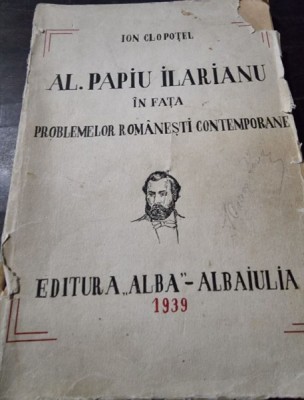 ION CLOPOȚEL
AL. PAPIU ILARIANU
ÎN FAȚA
PROBLEMELOR ROMÂNEȘTI CONTEMPORANE
EDITURA „ALBA”-ALBAIULIA
1939